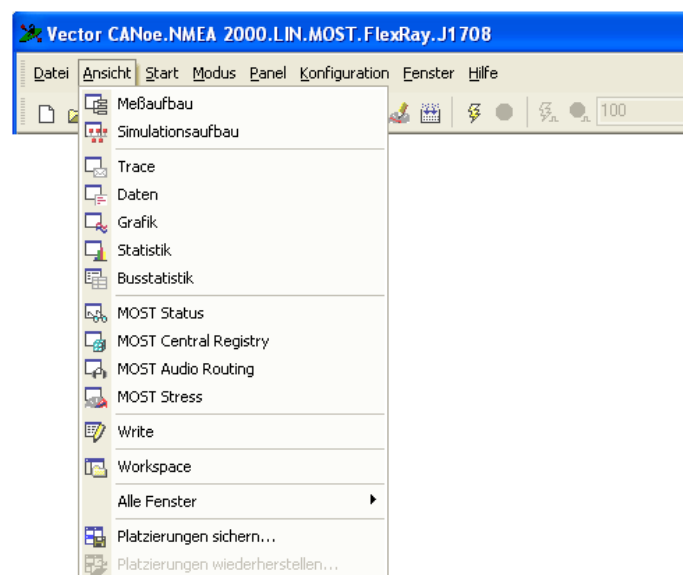 Vector CANoe.NMEA 2000.LIN.MOST.FlexRay.J1708
Datei Ansicht Start Modus Panel Konfiguration Fenster Hilfe
100
Meßaufbau
Simulationsaufbau
Trace
Daten
Grafik
Statistik
Busstatistik
MOST Status
MOST Central Registry
MOST Audio Routing
MOST Stress
Write
Workspace
Alle Fenster
Platzierungen sichern...
Platzierungen wiederherstellen...